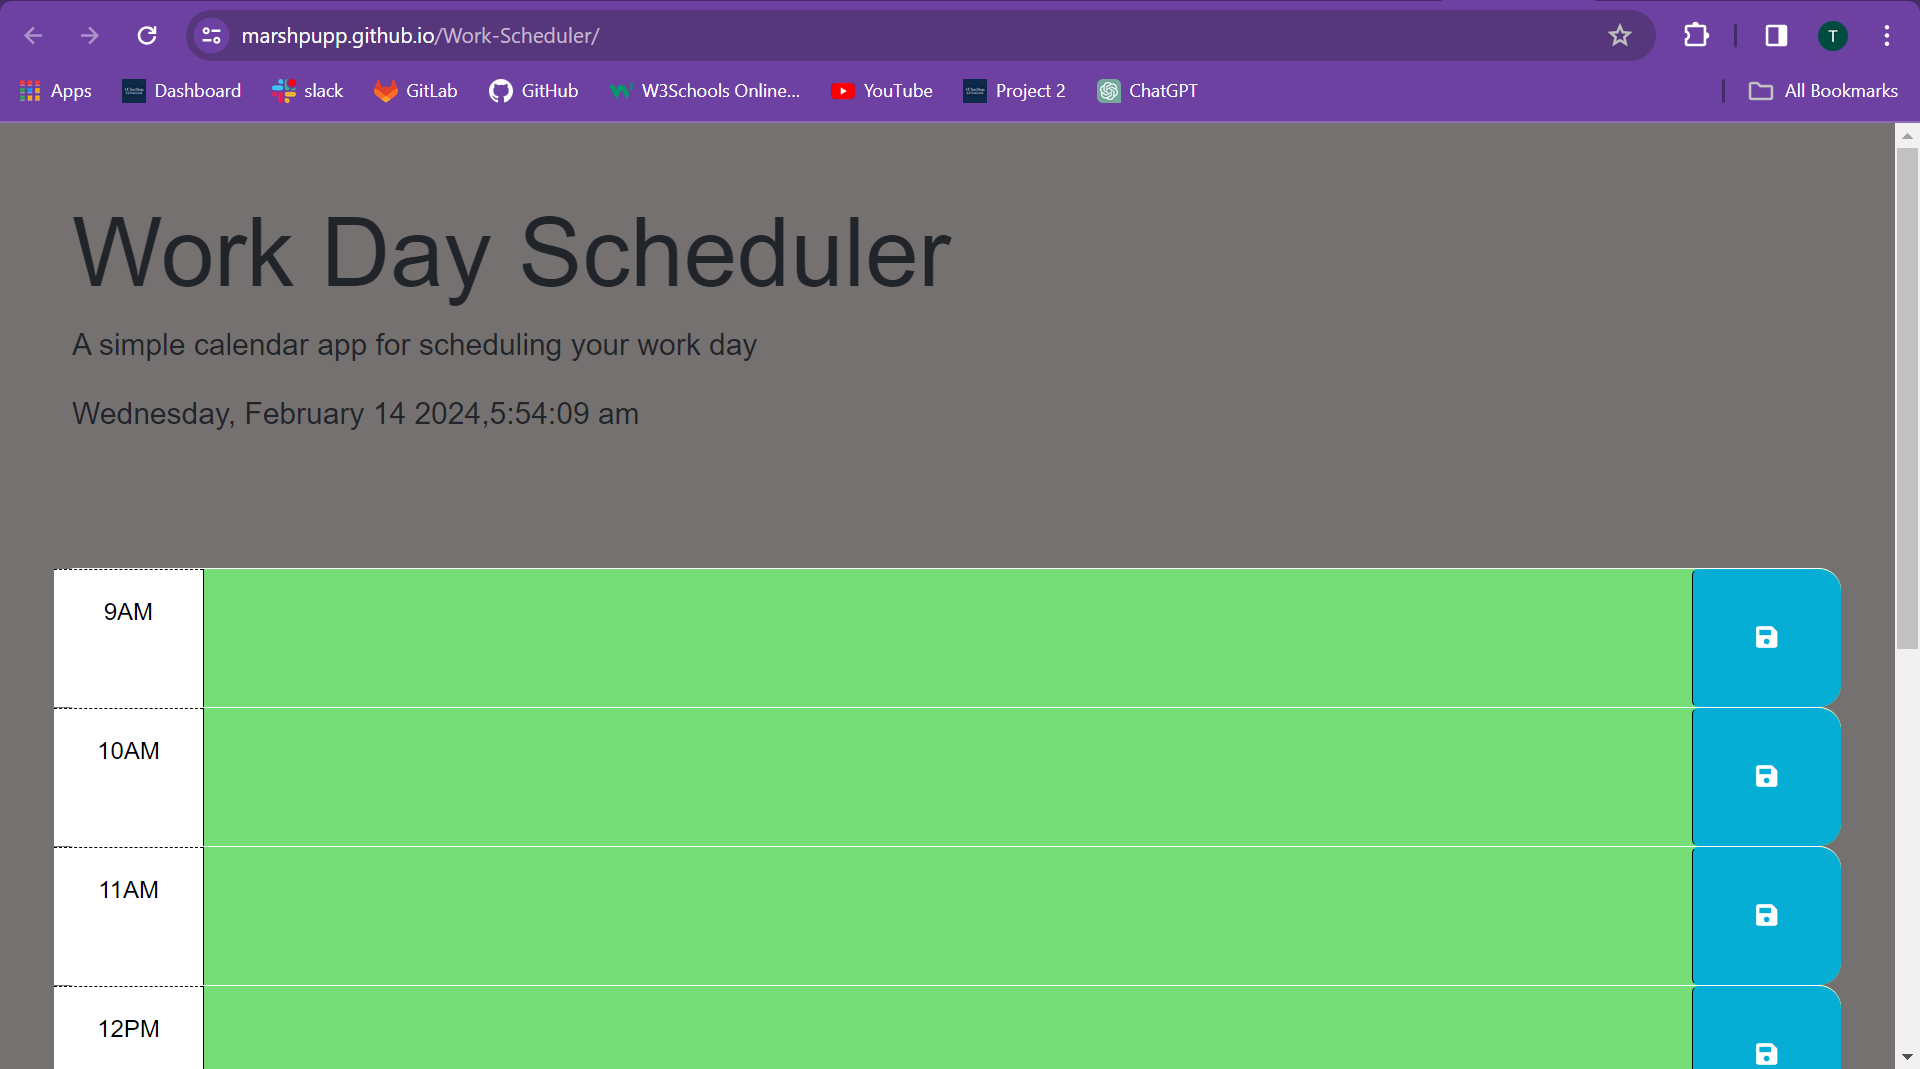 marshpupp.github.io/Work-Scheduler/
T
Apps Dashboard slack GitLab GitHub W3Schools Online... YouTube Project 2 ChatGPT All Bookmarks
Work Day Scheduler
A simple calendar app for scheduling your work day
Wednesday, February 14 2024,5:54:09 am
9AM
10AM
11AM
12PM